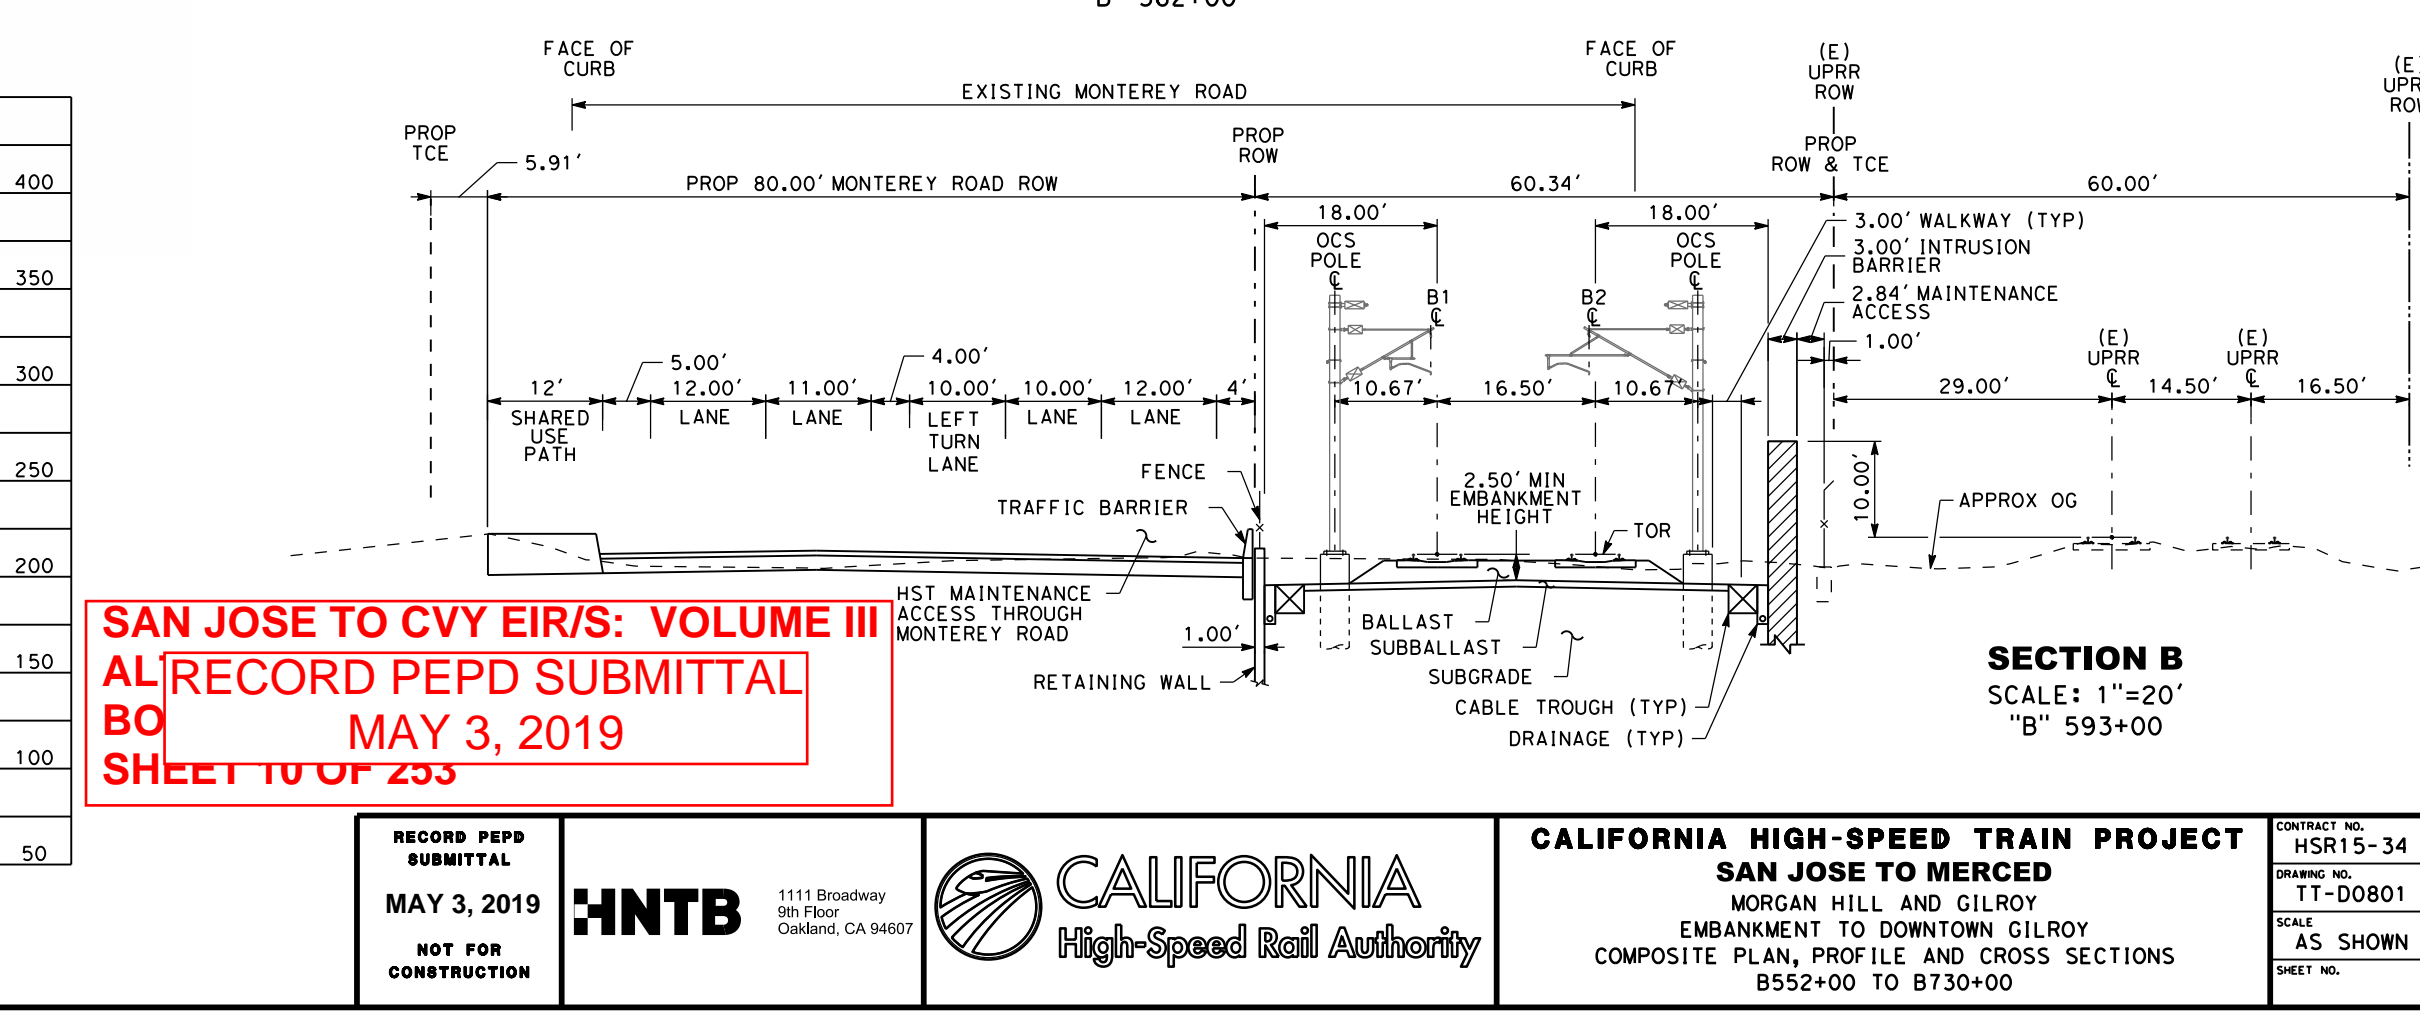 FACE OF
CURB
EXISTING MONTEREY ROAD
FACE OF
CURB
(E)
UPRR
ROW
PROP
TCE
5.91'
PROP
ROW
PROP
ROW & TCE
PROP 80.00' MONTEREY ROAD ROW
60.34'
60.00'
18.00'
18.00'
3.00' WALKWAY (TYP)
3.00' INTRUSION
BARRIER
2.84' MAINTENANCE
ACCESS
1.00'
OCS
POLE
℄
OCS
POLE
℄
B1
℄
B2
℄
(E)
UPRR
℄
(E)
UPRR
℄
5.00'
4.00'
12'
12.00'
11.00'
10.00'
10.00'
12.00'
4'
10.67'
16.50'
10.67'
29.00'
14.50'
16.50'
SHARED
USE
PATH
LANE
LANE
LEFT
TURN
LANE
LANE
LANE
FENCE
TRAFFIC BARRIER
2.50' MIN
EMBANKMENT
HEIGHT
TOR
10.00'
APPROX OG
HST MAINTENANCE
ACCESS THROUGH
MONTEREY ROAD
1.00'
RETAINING WALL
BALLAST
SUBBALLAST
SUBGRADE
CABLE TROUGH (TYP)
DRAINAGE (TYP)
SECTION B
SCALE: 1"=20'
"B" 593+00
400
350
300
250
200
150
100
50
SAN JOSE TO CVY EIR/S: VOLUME III
RECORD PEPD SUBMITTAL
MAY 3, 2019
SHEET 10 OF 253
RECORD PEPD
SUBMITTAL
MAY 3, 2019
NOT FOR
CONSTRUCTION
HNTB
1111 Broadway
9th Floor
Oakland, CA 94607
CALIFORNIA
High-Speed Rail Authority
CALIFORNIA HIGH-SPEED TRAIN PROJECT
SAN JOSE TO MERCED
MORGAN HILL AND GILROY
EMBANKMENT TO DOWNTOWN GILROY
COMPOSITE PLAN, PROFILE AND CROSS SECTIONS
B552+00 TO B730+00
CONTRACT NO.
HSR15-34
DRAWING NO.
TT-D0801
SCALE
AS SHOWN
SHEET NO.